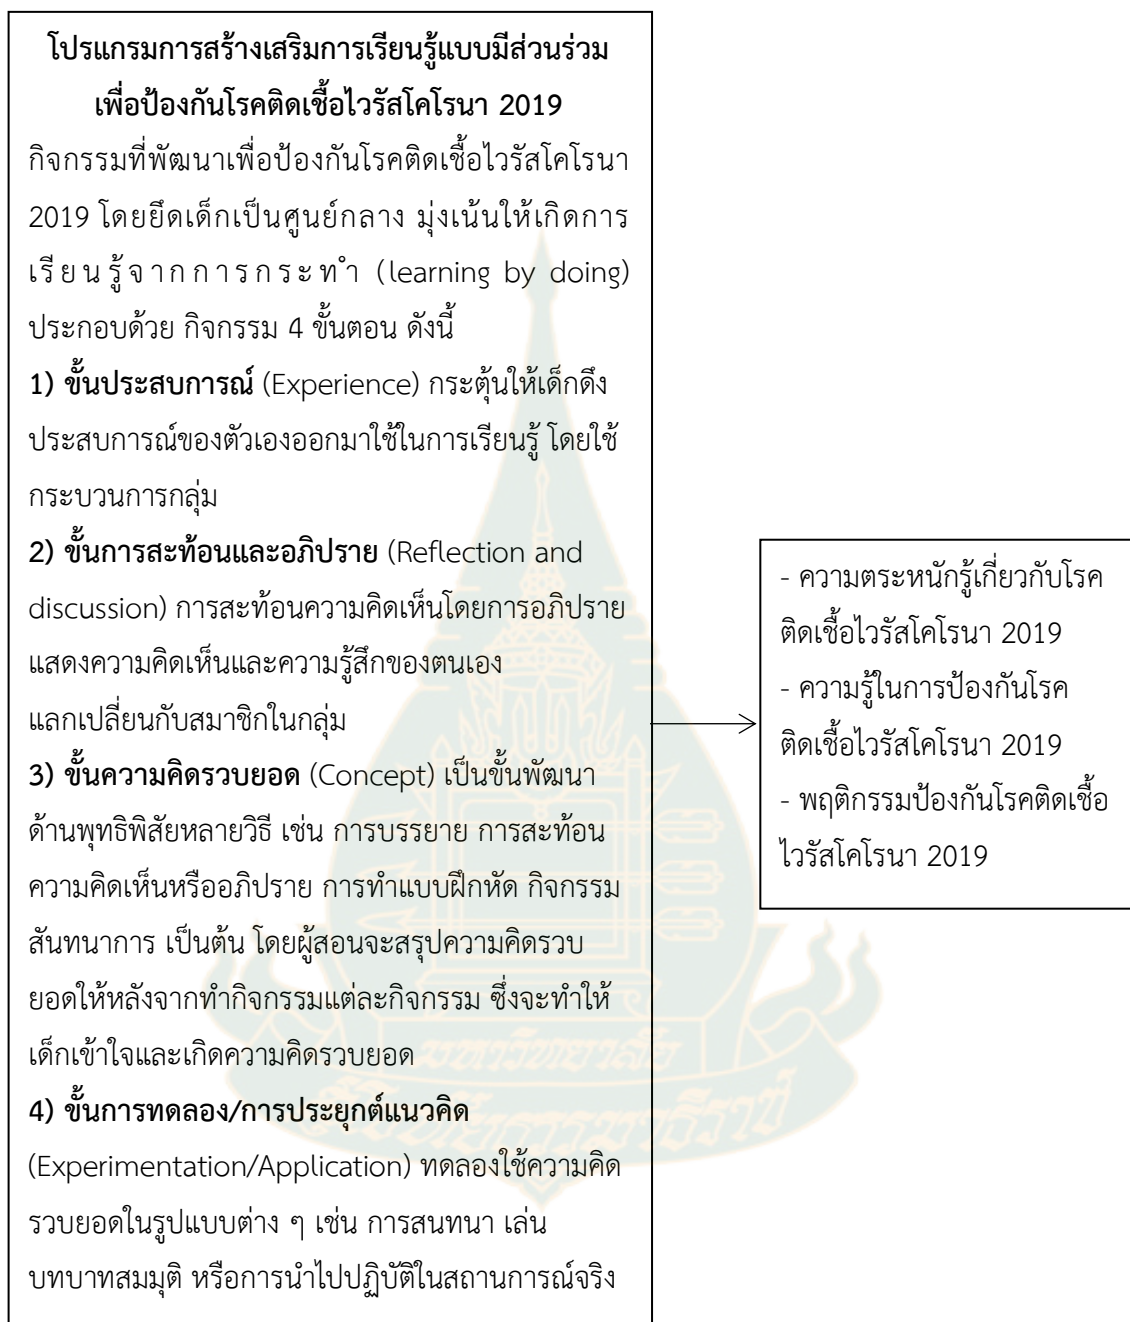 โปรแกรมการสร้างเสริมการเรียนรู้แบบมีส่วนร่วม
เพื่อป้องกันโรคติดเชื้อไวรัสโคโรนา 2019
กิจกรรมที่พัฒนาเพื่อป้องกันโรคติดเชื้อไวรัสโคโรนา
2019 โดยยึดเด็กเป็นศูนย์กลาง มุ่งเน้นให้เกิดการ
เรียนรู้จากการกระทำ (learning by doing)
ประกอบด้วย กิจกรรม 4 ขั้นตอน ดังนี้
1) ขั้นประสบการณ์ (Experience) กระตุ้นให้เด็กดึง
ประสบการณ์ของตัวเองออกมาใช้ในการเรียนรู้ โดยใช้
กระบวนการกลุ่ม
2) ขั้นการสะท้อนและอภิปราย (Reflection and
discussion) การสะท้อนความคิดเห็นโดยการอภิปราย
แสดงความคิดเห็นและความรู้สึกของตนเอง
แลกเปลี่ยนกับสมาชิกในกลุ่ม
3) ขั้นความคิดรวบยอด (Concept) เป็นขั้นพัฒนา
ด้านพุทธิพิสัยหลายวิธี เช่น การบรรยาย การสะท้อน
ความคิดเห็นหรืออภิปราย การทำแบบฝึกหัด กิจกรรม
สันทนาการ เป็นต้น โดยผู้สอนจะสรุปความคิดรวบ
ยอดให้หลังจากทำกิจกรรมแต่ละกิจกรรม ซึ่งจะทำให้
เด็กเข้าใจและเกิดความคิดรวบยอด
4) ขั้นการทดลอง/การประยุกต์แนวคิด
(Experimentation/Application) ทดลองใช้ความคิด
รวบยอดในรูปแบบต่าง ๆ เช่น การสนทนา เล่น
บทบาทสมมุติ หรือการนำไปปฏิบัติในสถานการณ์จริง
- ความตระหนักรู้เกี่ยวกับโรค
ติดเชื้อไวรัสโคโรนา 2019
- ความรู้ในการป้องกันโรค
ติดเชื้อไวรัสโคโรนา 2019
- พฤติกรรมป้องกันโรคติดเชื้อ
ไวรัสโคโรนา 2019
มหาวิทยาลัย
สุโขทัยธรรมาธิราช